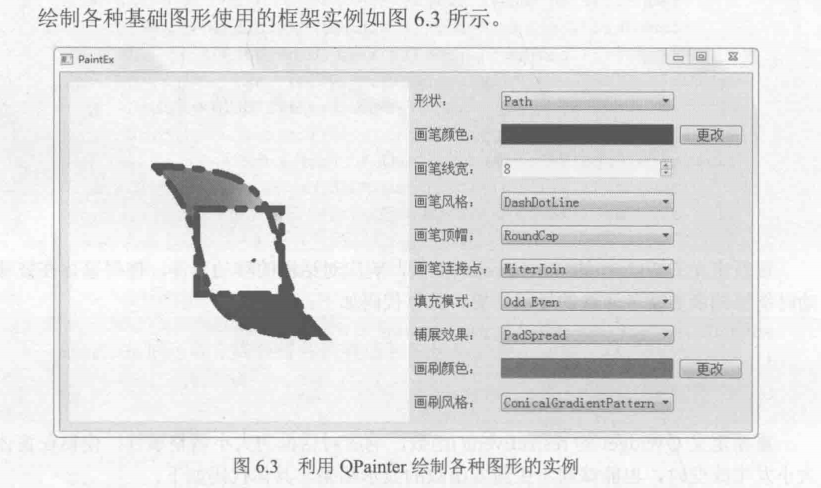 绘制各种基础图形使用的框架实例如图 6.3 所示。
PaintEx
形状：
Path
画笔颜色：
更改
画笔线宽：
8
画笔风格：
DashDotLine
画笔顶帽：
RoundCap
画笔连接点：
MiterJoin
填充模式：
Odd Even
铺展效果：
PadSpread
画刷颜色：
更改
画刷风格：
ConicalGradientPattern
图 6.3 利用 QPainter 绘制各种图形的实例